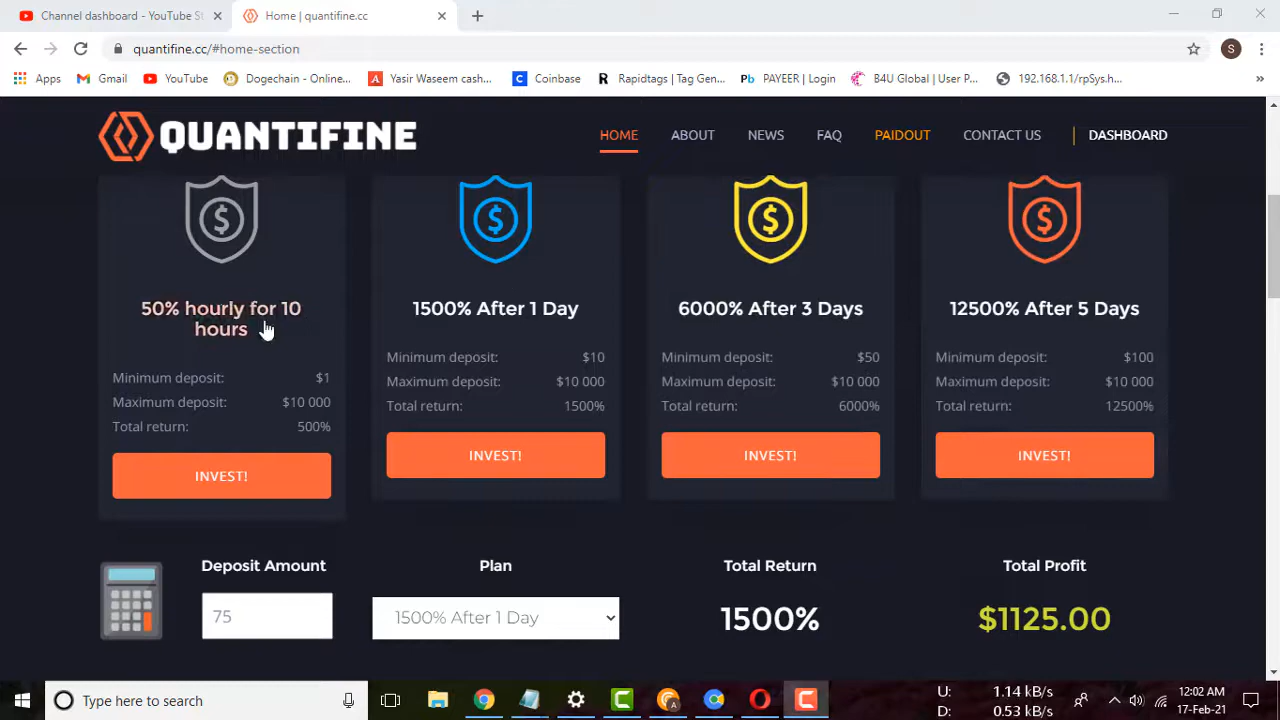 Channel dashboard - YouTube St
Home | quantifine.cc
quantifine.cc/#home-section
S
Apps
Gmail
YouTube
Dogechain - Online...
Yasir Waseem cash...
Coinbase
Rapidtags | Tag Gen...
PAYEER | Login
B4U Global | User P...
192.168.1.1/rpSys.h...
»
QUANTIFINE
HOME
ABOUT
NEWS
FAQ
PAIDOUT
CONTACT US
DASHBOARD
50% hourly for 10
hours
Minimum deposit: $1
Maximum deposit: $10 000
Total return: 500%
INVEST!
1500% After 1 Day
Minimum deposit: $10
Maximum deposit: $10 000
Total return: 1500%
INVEST!
6000% After 3 Days
Minimum deposit: $50
Maximum deposit: $10 000
Total return: 6000%
INVEST!
12500% After 5 Days
Minimum deposit: $100
Maximum deposit: $10 000
Total return: 12500%
INVEST!
Deposit Amount
75
Plan
1500% After 1 Day
Total Return
1500%
Total Profit
$1125.00
Type here to search
U: 1.14 kB/s
D: 0.53 kB/s
12:02 AM
17-Feb-21